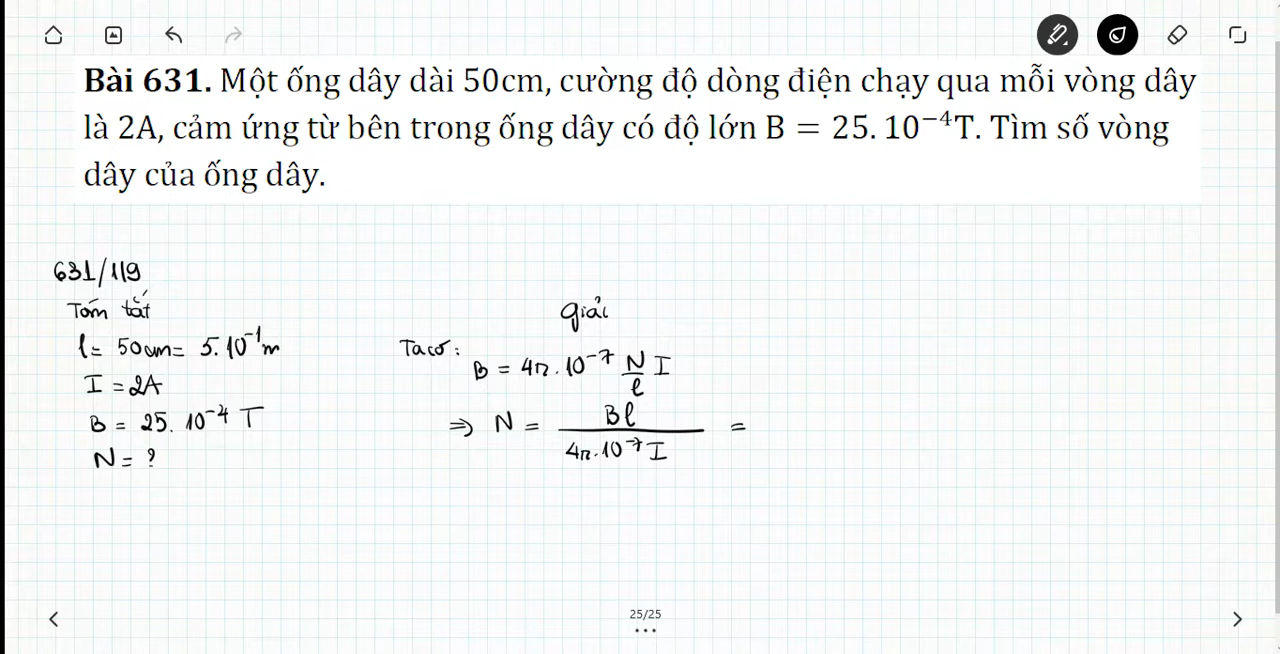 Bài 631. Một ống dây dài 50cm, cường độ dòng điện chạy qua mỗi vòng dây
là 2A, cảm ứng từ bên trong ống dây có độ lớn B = 25. 10⁻⁴T. Tìm số vòng
dây của ống dây.
631/119
Tóm tắt
l = 50cm = 5.10⁻¹m
I = 2A
B = 25. 10⁻⁴ T
N = ?
Giải
Ta có:
B = 4π.10⁻⁷ N/l I
⇒ N = Bl / 4π.10⁻⁷ I =
25/25